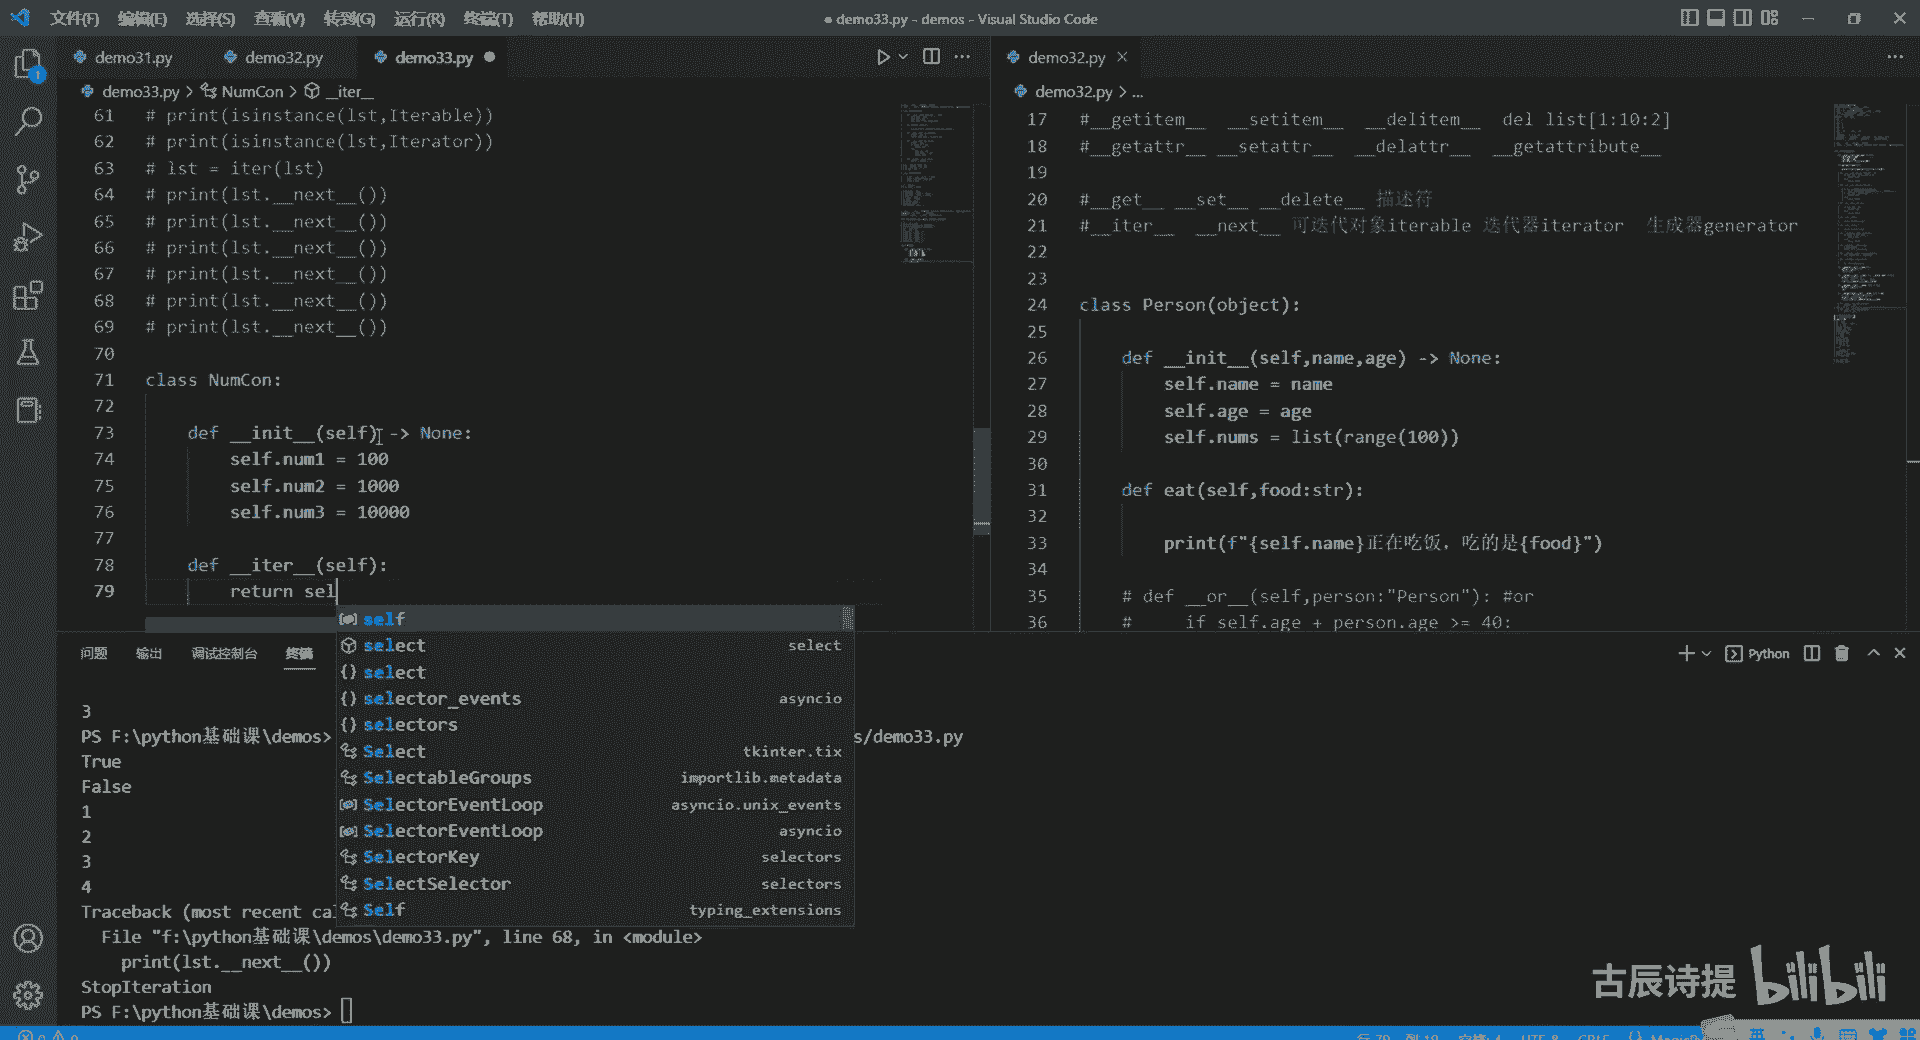 文件(F) 编辑(E) 选择(S) 查看(V) 转到(G) 运行(R) 终端(T) 帮助(H)
● demo33.py - demos - Visual Studio Code
demo31.py demo32.py demo33.py ●
demo33.py > NumCon > __iter__
61 # print(isinstance(lst,Iterable))
62 # print(isinstance(lst,Iterator))
63 # lst = iter(lst)
64 # print(lst.__next__())
65 # print(lst.__next__())
66 # print(lst.__next__())
67 # print(lst.__next__())
68 # print(lst.__next__())
69 # print(lst.__next__())
70
71 class NumCon:
72
73 def __init__(self) -> None:
74 self.num1 = 100
75 self.num2 = 1000
76 self.num3 = 10000
77
78 def __iter__(self):
79 return sel
self
select select
select
selector_events asyncio
selectors
Select tkinter.tix
SelectableGroups importlib.metadata
SelectorEventLoop asyncio.unix_events
SelectorEventLoop asyncio
SelectorKey selectors
SelectSelector selectors
Self typing_extensions
demo32.py
demo32.py > ...
17 #__getitem__ __setitem__ __delitem__ del list[1:10:2]
18 #__getattr__ __setattr__ __delattr__ __getattribute__
19
20 #__get__ __set__ __delete__ 描述符
21 #__iter__ __next__ 可迭代对象iterable 迭代器iterator 生成器generator
22
23
24 class Person(object):
25
26 def __init__(self,name,age) -> None:
27 self.name = name
28 self.age = age
29 self.nums = list(range(100))
30
31 def eat(self,food:str):
32
33 print(f"{self.name}正在吃饭，吃的是{food}")
34
35 # def __or__(self,person:"Person"): #or
36 # if self.age + person.age >= 40:
问题 输出 调试控制台 终端
Python
3
PS F:\python基础课\demos> s/demo33.py
True
False
1
2
3
4
Traceback (most recent ca
File "f:\python基础课\demos\demo33.py", line 68, in <module>
print(lst.__next__())
StopIteration
PS F:\python基础课\demos>
古辰诗提 bilibili